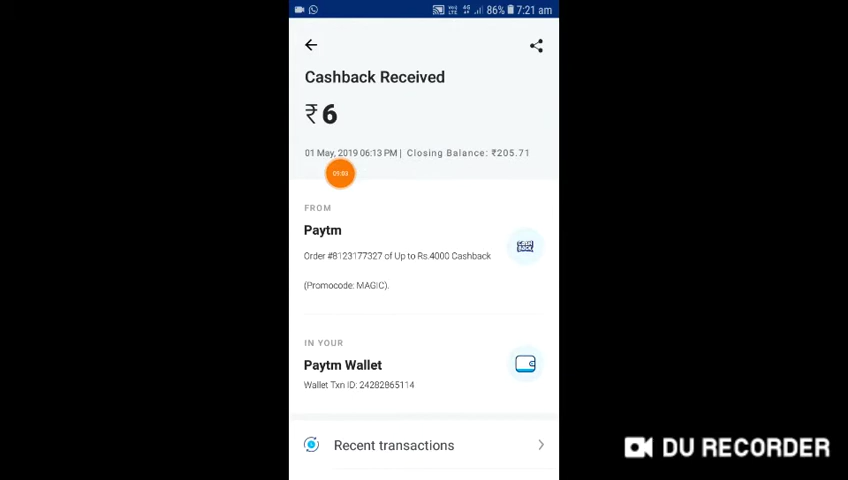 86% 7:21 am
Cashback Received
₹6
01 May, 2019 06:13 PM | Closing Balance: ₹205.71
01:03
FROM
Paytm
Order #8123177327 of Up to Rs.4000 Cashback
(Promocode: MAGIC).
IN YOUR
Paytm Wallet
Wallet Txn ID: 24282865114
Recent transactions
DU RECORDER